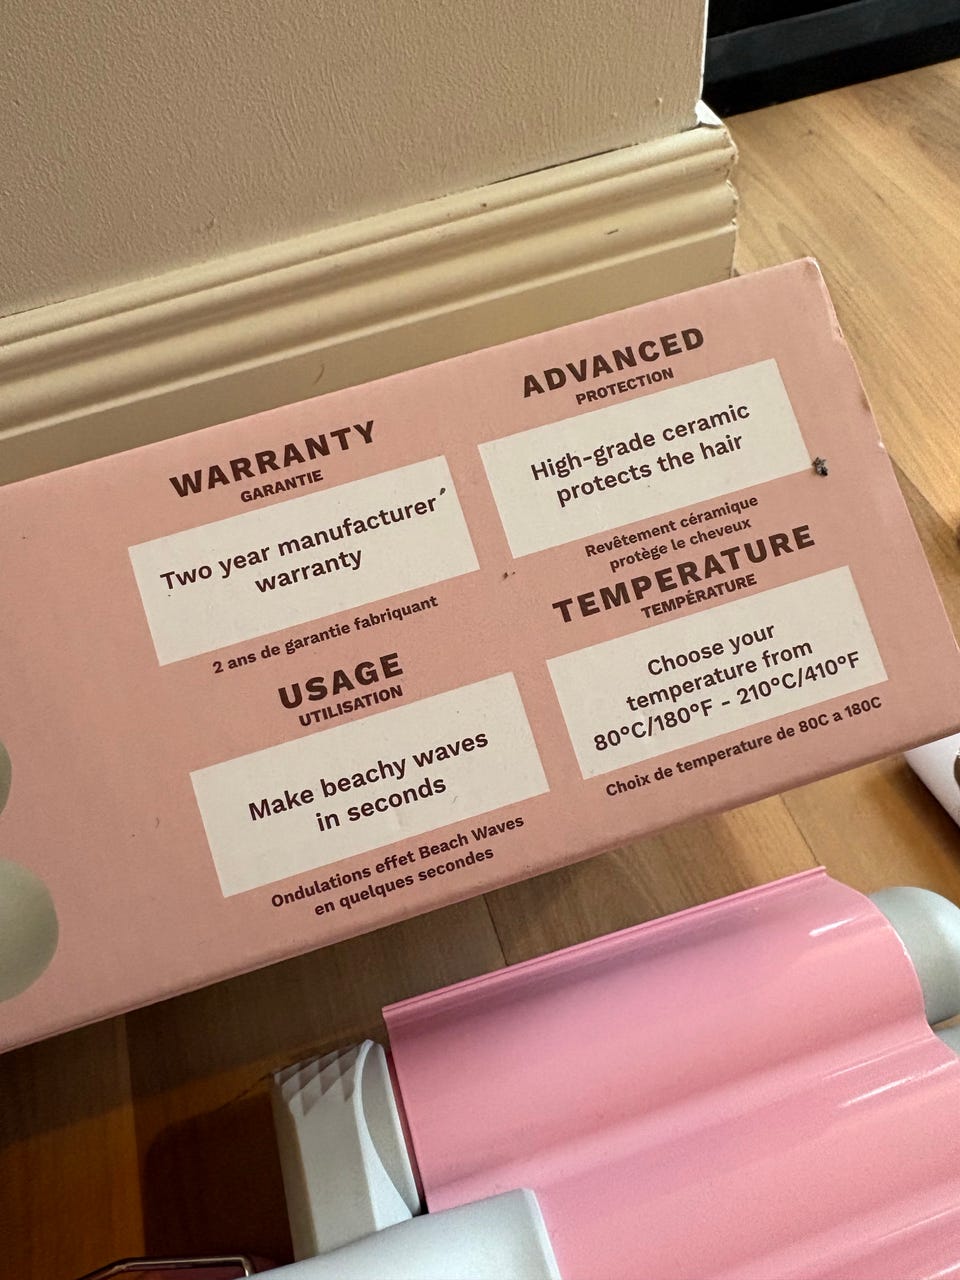 WARRANTY
GARANTIE
Two year manufacturer
warranty
2 ans de garantie fabriquant
ADVANCED
PROTECTION
High-grade ceramic
protects the hair
Revêtement céramique
protège le cheveux
USAGE
UTILISATION
Make beachy waves
in seconds
Ondulations effet Beach Waves
en quelques secondes
TEMPERATURE
TEMPÉRATURE
Choose your
temperature from
80°C/180°F - 210°C/410°F
Choix de temperature de 80C a 180C